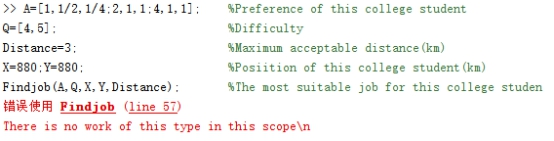 >> A=[1,1/2,1/4;2,1,1;4,1,1];    %Preference of this college student
Q=[4,5];    %Difficulty
Distance=3;    %Maximum acceptable distance(km)
X=880;Y=880;    %Posiition of this college student(km)
Findjob(A,Q,X,Y,Distance);    %The most suitable job for this college studen
错误使用 Findjob (line 57)
There is no work of this type in this scope\n